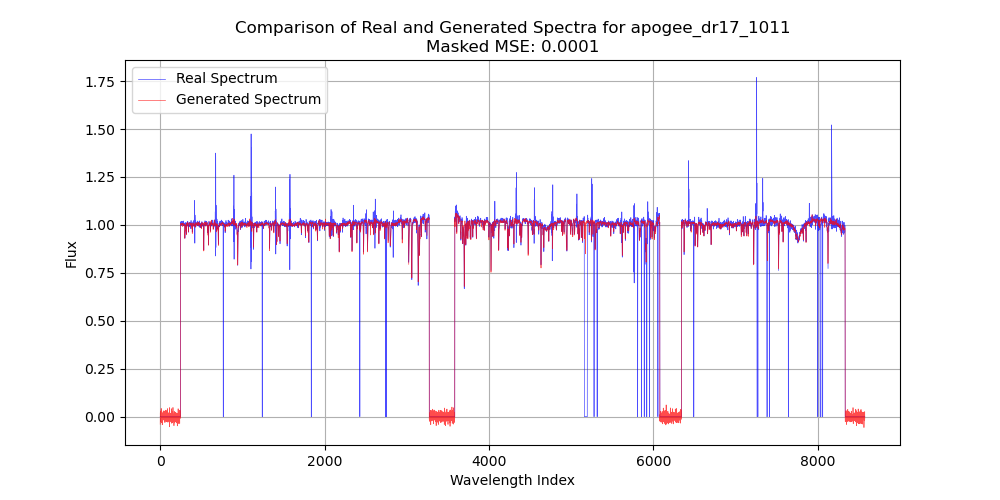 Comparison of Real and Generated Spectra for apogee_dr17_1011
Masked MSE: 0.0001
Real Spectrum
Generated Spectrum
1.75
1.50
1.25
1.00
0.75
0.50
0.25
0.00
Flux
0 2000 4000 6000 8000
Wavelength Index